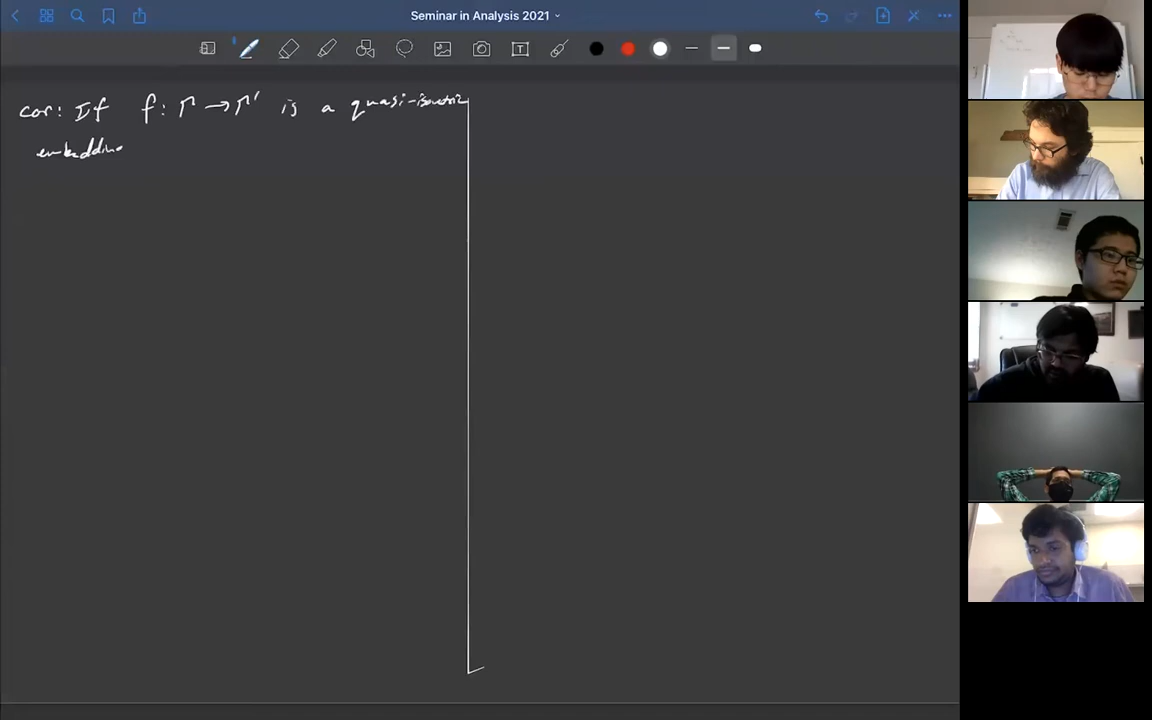 Seminar in Analysis 2021
cor: If f: Γ → Γ' is a quasi-isometric
embedding